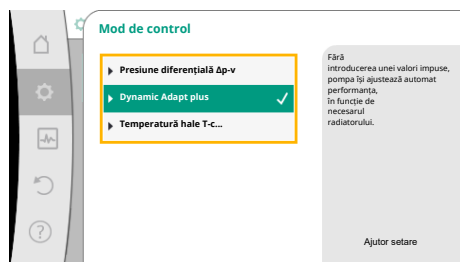 Mod de control
Presiune diferențială Δp-v
Dynamic Adapt plus
Temperatură hale T-c...
Fără
introducerea unei valori impuse,
pompa își ajustează automat
performanța,
în funcție de
necesarul
radiatorului.
Ajutor setare